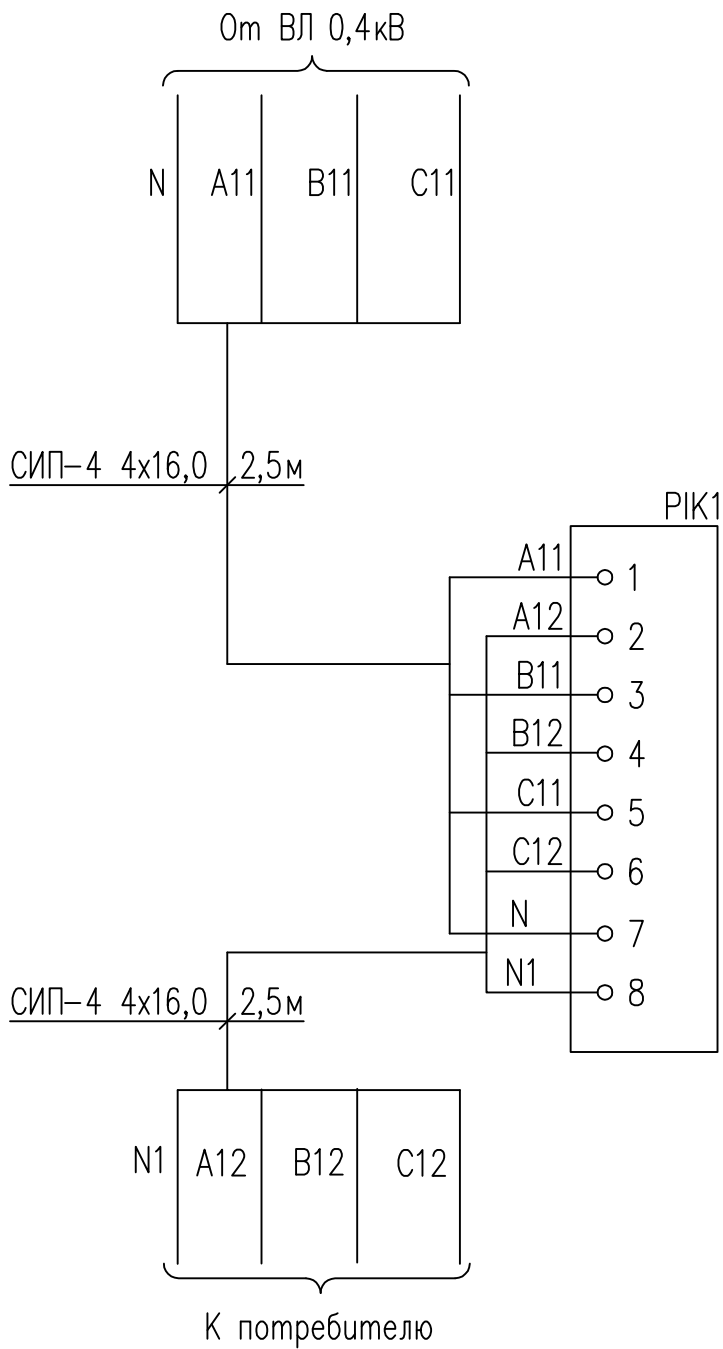 От ВЛ 0,4кВ
N A11 B11 C11
СИП-4 4х16,0 2,5м
PIK1
A11 1
A12 2
B11 3
B12 4
C11 5
C12 6
N 7
N1 8
СИП-4 4х16,0 2,5м
N1 A12 B12 C12
К потребителю